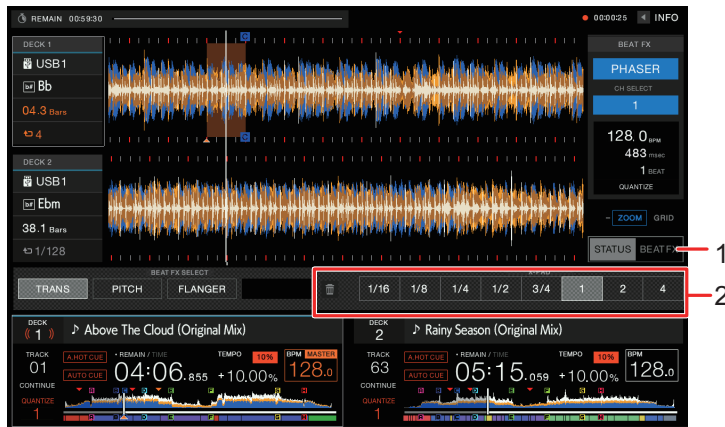 REMAIN 00:59:30
00:00:25 INFO
DECK 1
USB1
Bb
04.3 Bars
4
C
C
BEAT FX
PHASER
CH SELECT
1
128.0 BPM
483 msec
1 BEAT
QUANTIZE
DECK 2
USB1
Ebm
38.1 Bars
1/128
- ZOOM GRID
STATUS BEAT FX
1
BEAT FX SELECT
X-PAD
TRANS PITCH FLANGER
1/16 1/8 1/4 1/2 3/4 1 2 4
2
DECK 1
Above The Cloud (Original Mix)
TRACK 01
CONTINUE
QUANTIZE 1
A.HOT CUE
AUTO CUE
REMAIN / TIME
04:06.855
TEMPO 10%
+10.00%
BPM MASTER
128.0
DECK 2
Rainy Season (Original Mix)
TRACK 63
CONTINUE
QUANTIZE 1
A.HOT CUE
AUTO CUE
REMAIN / TIME
05:15.059
TEMPO 10%
+10.00%
BPM
128.0